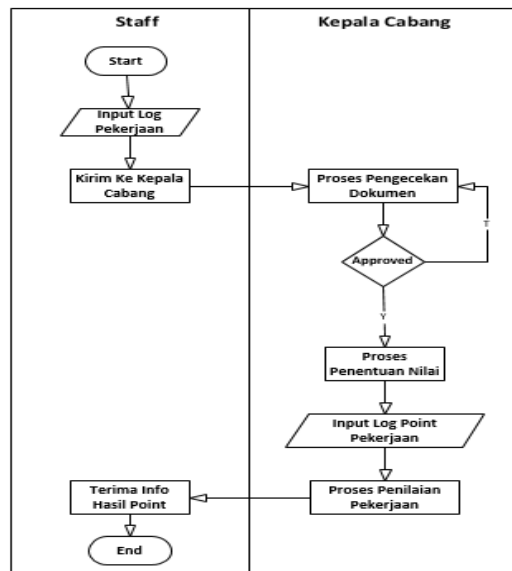 Staff
Kepala Cabang
Start
Input Log
Pekerjaan
Kirim Ke Kepala
Cabang
Proses Pengecekan
Dokumen
T
Approved
Y
Proses
Penentuan Nilai
Input Log Point
Pekerjaan
Proses Penilaian
Pekerjaan
Terima Info
Hasil Point
End